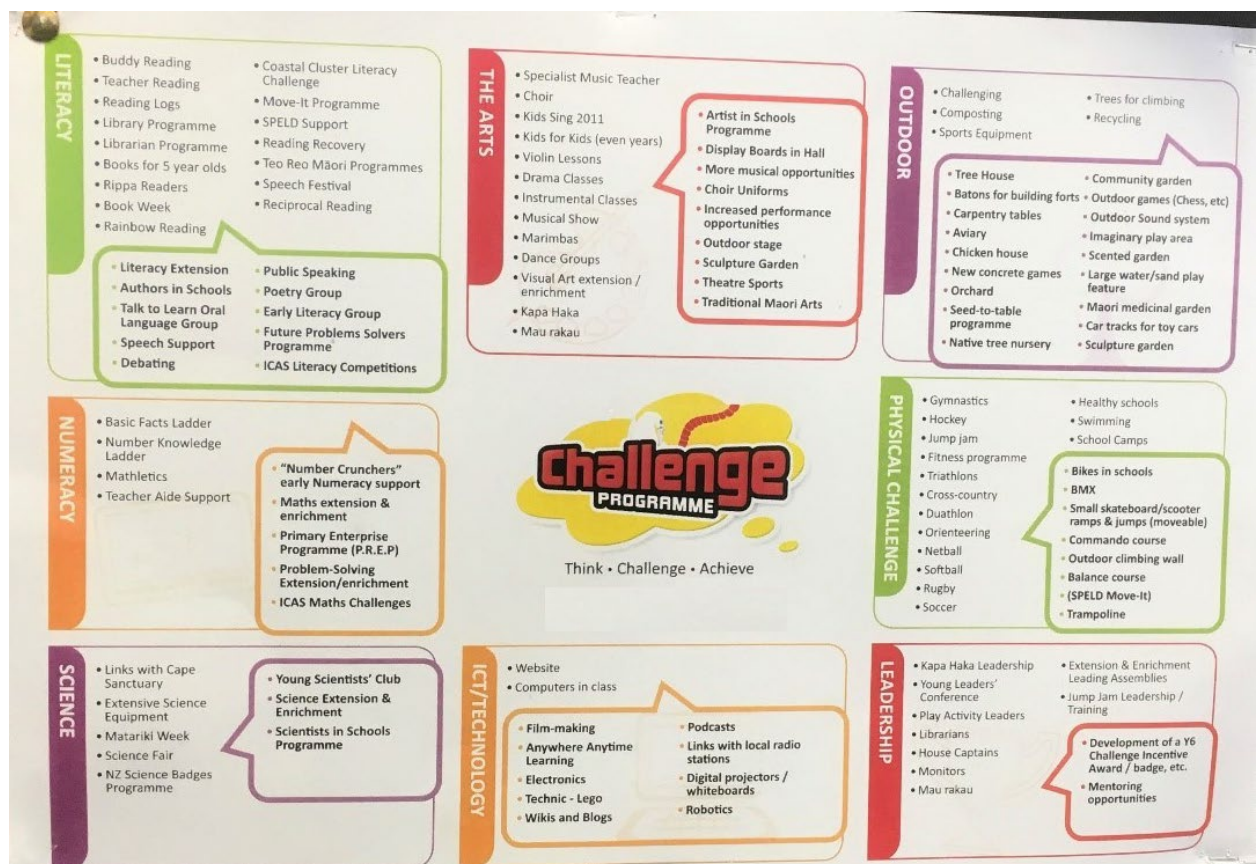 LITERACY
• Buddy Reading
• Teacher Reading
• Reading Logs
• Library Programme
• Librarian Programme
• Books for 5 year olds
• Rippa Readers
• Book Week
• Rainbow Reading
• Coastal Cluster Literacy
Challenge
• Move-It Programme
• SPELD Support
• Reading Recovery
• Teo Reo Māori Programmes
• Speech Festival
• Reciprocal Reading
• Literacy Extension
• Authors in Schools
• Talk to Learn Oral
Language Group
• Speech Support
• Debating
• Public Speaking
• Poetry Group
• Early Literacy Group
• Future Problems Solvers
Programme
• ICAS Literacy Competitions
THE ARTS
• Specialist Music Teacher
• Choir
• Kids Sing 2011
• Kids for Kids (even years)
• Violin Lessons
• Drama Classes
• Instrumental Classes
• Musical Show
• Marimbas
• Dance Groups
• Visual Art extension /
enrichment
• Kapa Haka
• Mau rakau
• Artist in Schools
Programme
• Display Boards in Hall
• More musical opportunities
• Choir Uniforms
• Increased performance
opportunities
• Outdoor stage
• Sculpture Garden
• Theatre Sports
• Traditional Maori Arts
OUTDOOR
• Challenging
• Composting
• Sports Equipment
• Trees for climbing
• Recycling
• Tree House
• Batons for building forts
• Carpentry tables
• Aviary
• Chicken house
• New concrete games
• Orchard
• Seed-to-table
programme
• Native tree nursery
• Community garden
• Outdoor games (Chess, etc)
• Outdoor Sound system
• Imaginary play area
• Scented garden
• Large water/sand play
feature
• Maori medicinal garden
• Car tracks for toy cars
• Sculpture garden
NUMERACY
• Basic Facts Ladder
• Number Knowledge
Ladder
• Mathletics
• Teacher Aide Support
• "Number Crunchers"
early Numeracy support
• Maths extension &
enrichment
• Primary Enterprise
Programme (P.R.E.P)
• Problem-Solving
Extension/enrichment
• ICAS Maths Challenges
Challenge
PROGRAMME
Think • Challenge • Achieve
PHYSICAL CHALLENGE
• Gymnastics
• Hockey
• Jump jam
• Fitness programme
• Triathlons
• Cross-country
• Duathlon
• Orienteering
• Netball
• Softball
• Rugby
• Soccer
• Healthy schools
• Swimming
• School Camps
• Bikes in schools
• BMX
• Small skateboard/scooter
ramps & jumps (moveable)
• Commando course
• Outdoor climbing wall
• Balance course
• (SPELD Move-It)
• Trampoline
SCIENCE
• Links with Cape
Sanctuary
• Extensive Science
Equipment
• Matariki Week
• Science Fair
• NZ Science Badges
Programme
• Young Scientists' Club
• Science Extension &
Enrichment
• Scientists in Schools
Programme
ICT/TECHNOLOGY
• Website
• Computers in class
• Film-making
• Anywhere Anytime
Learning
• Electronics
• Technic - Lego
• Wikis and Blogs
• Podcasts
• Links with local radio
stations
• Digital projectors /
whiteboards
• Robotics
LEADERSHIP
• Kapa Haka Leadership
• Young Leaders'
Conference
• Play Activity Leaders
• Librarians
• House Captains
• Monitors
• Mau rakau
• Extension & Enrichment
Leading Assemblies
• Jump Jam Leadership /
Training
• Development of a Y6
Challenge Incentive
Award / badge, etc.
• Mentoring
opportunities